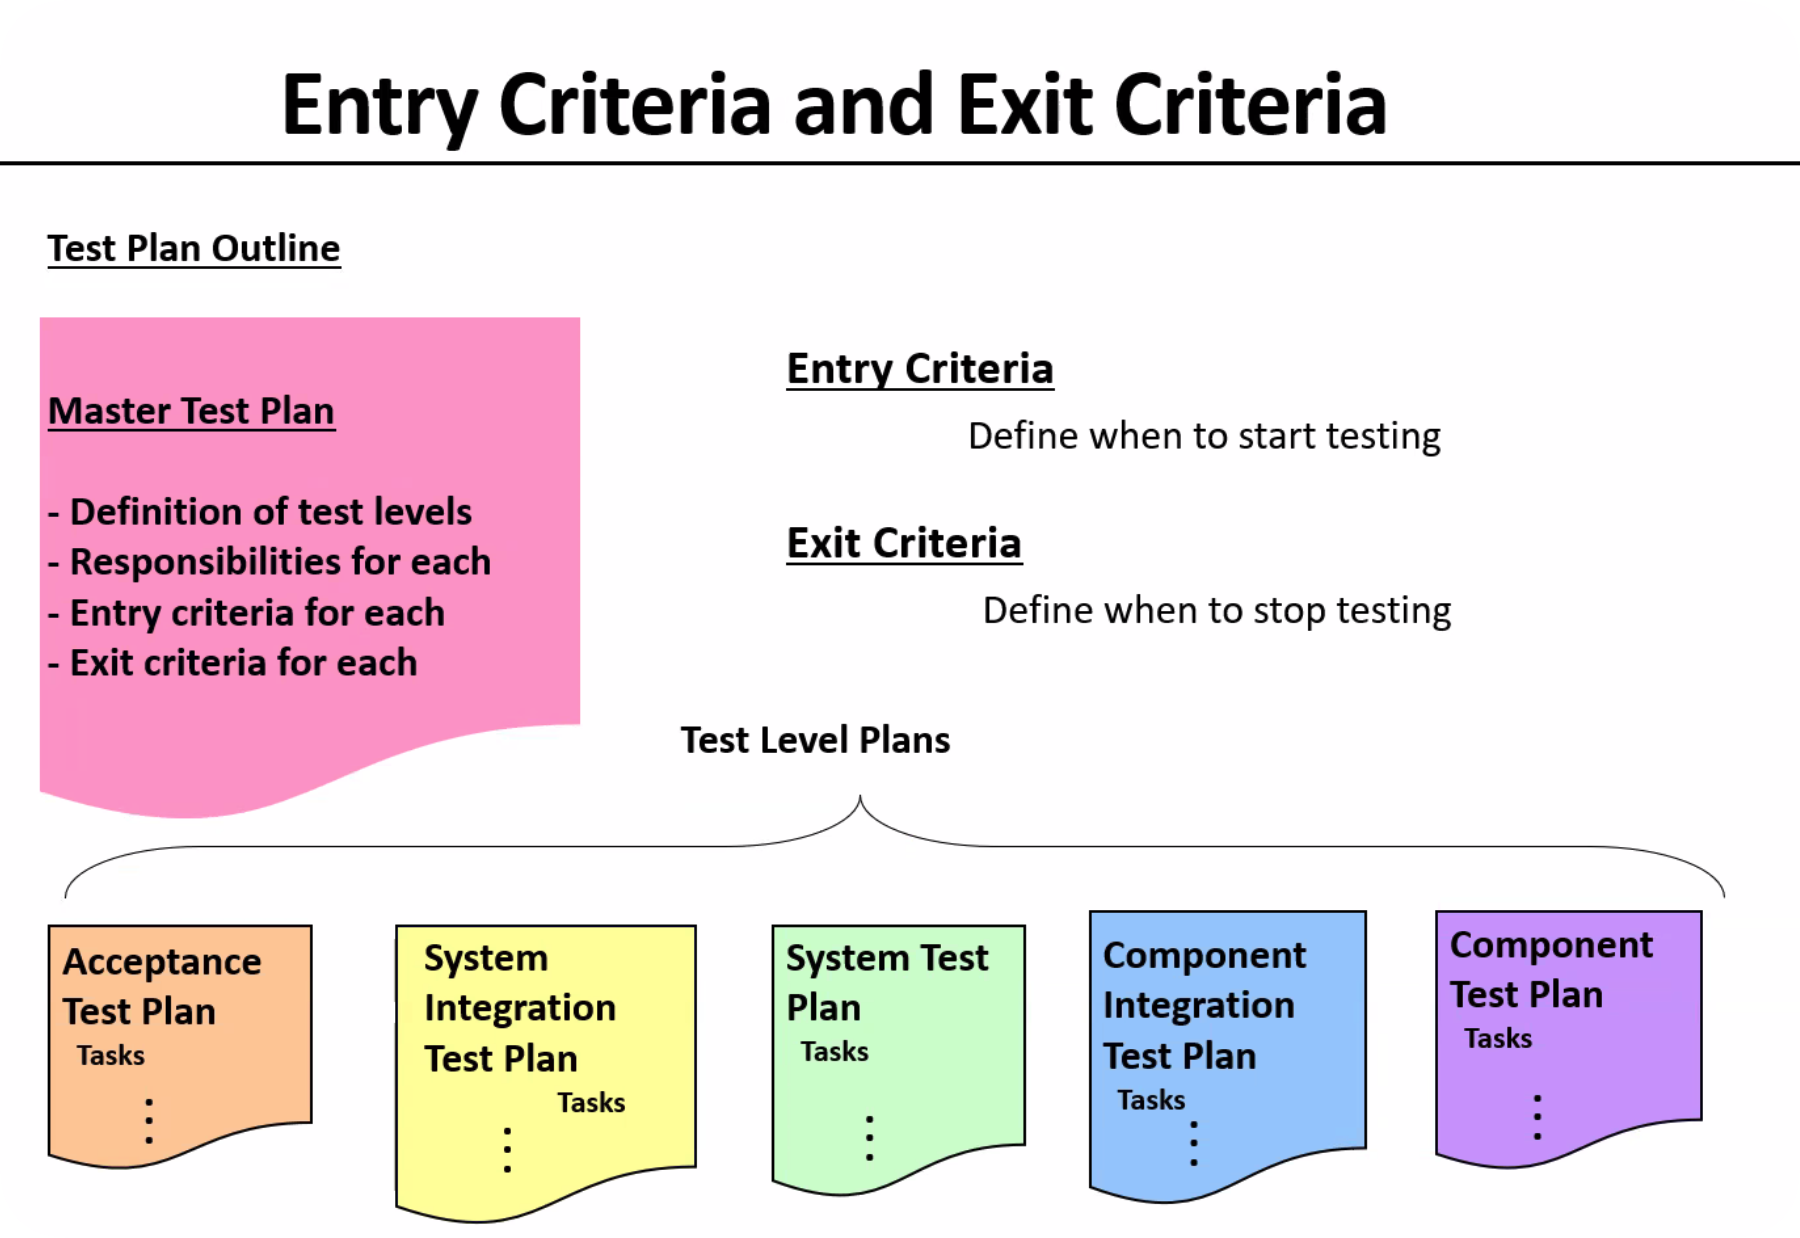 Entry Criteria and Exit Criteria
Test Plan Outline
Master Test Plan
- Definition of test levels
- Responsibilities for each
- Entry criteria for each
- Exit criteria for each
Entry Criteria
Define when to start testing
Exit Criteria
Define when to stop testing
Test Level Plans
Acceptance
Test Plan
Tasks
System
Integration
Test Plan
Tasks
System Test
Plan
Tasks
Component
Integration
Test Plan
Tasks
Component
Test Plan
Tasks